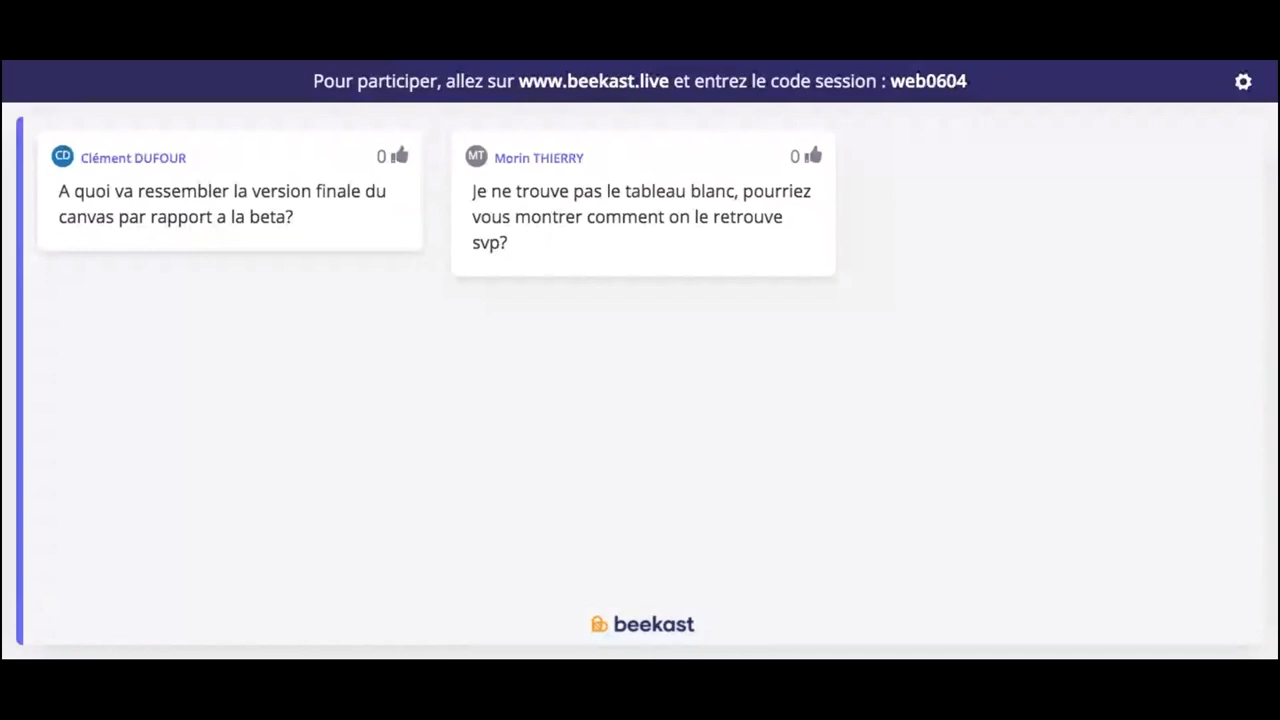 Pour participer, allez sur www.beekast.live et entrez le code session : web0604
CD Clément DUFOUR 0
A quoi va ressembler la version finale du
canvas par rapport a la beta?
MT Morin THIERRY 0
Je ne trouve pas le tableau blanc, pourriez
vous montrer comment on le retrouve
svp?
beekast